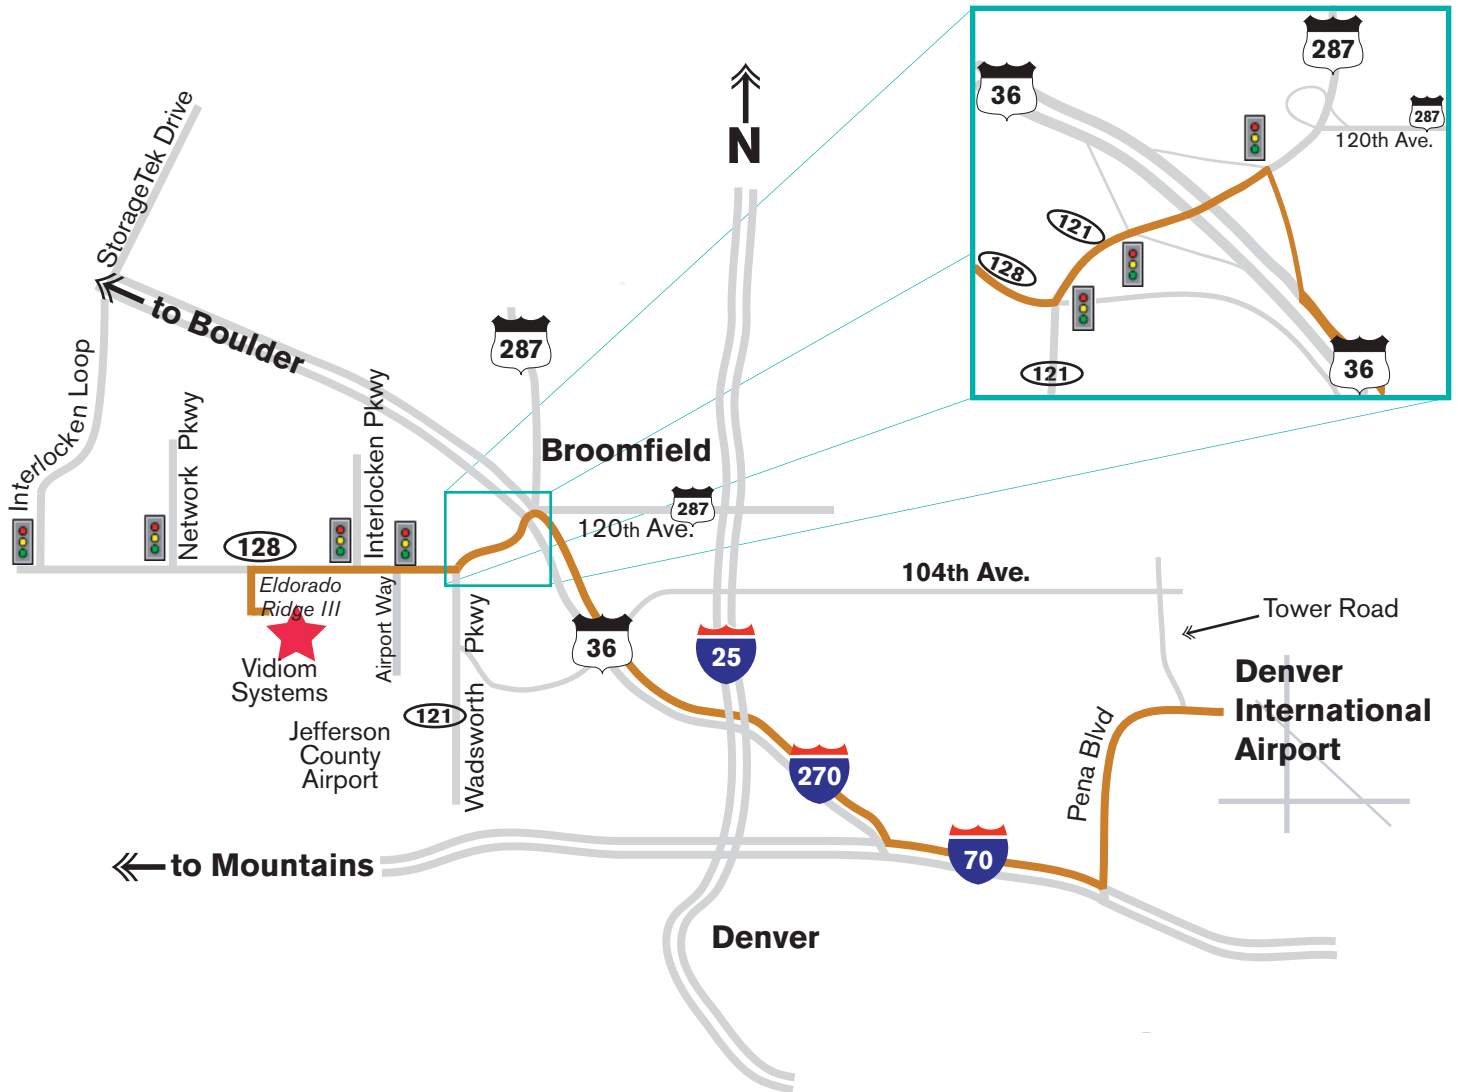 287
36
287
120th Ave.
121
128
121
36
N
StorageTek Drive
to Boulder
287
Interlocken Loop
Network Pkwy
Interlocken Pkwy
Broomfield
287
120th Ave.
128
Eldorado
Ridge III
Airport Way
Vidiom
Systems
Wadsworth Pkwy
121
Jefferson
County
Airport
36
25
104th Ave.
Tower Road
Denver
International
Airport
Pena Blvd
270
70
to Mountains
Denver